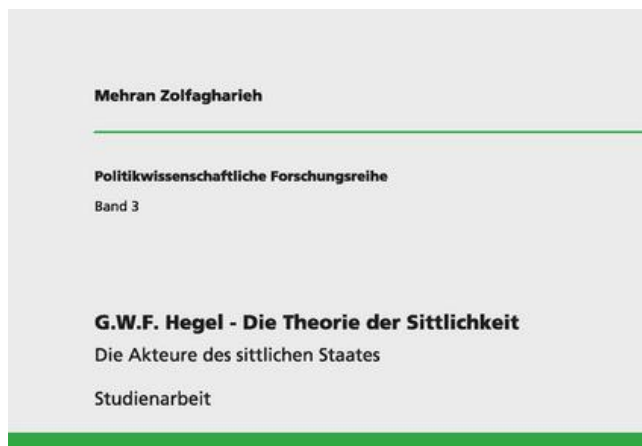 Mehran Zolfagharieh
Politikwissenschaftliche Forschungsreihe
Band 3
G.W.F. Hegel - Die Theorie der Sittlichkeit
Die Akteure des sittlichen Staates
Studienarbeit